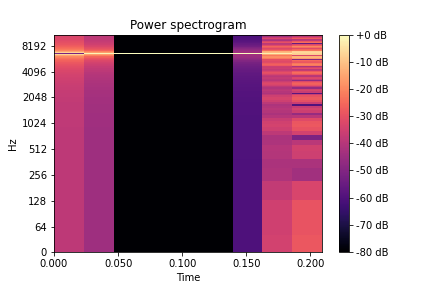 Power spectrogram
Hz
8192
4096
2048
1024
512
256
128
64
0
0.000
0.050
0.100
0.150
0.200
Time
+0 dB
-10 dB
-20 dB
-30 dB
-40 dB
-50 dB
-60 dB
-70 dB
-80 dB